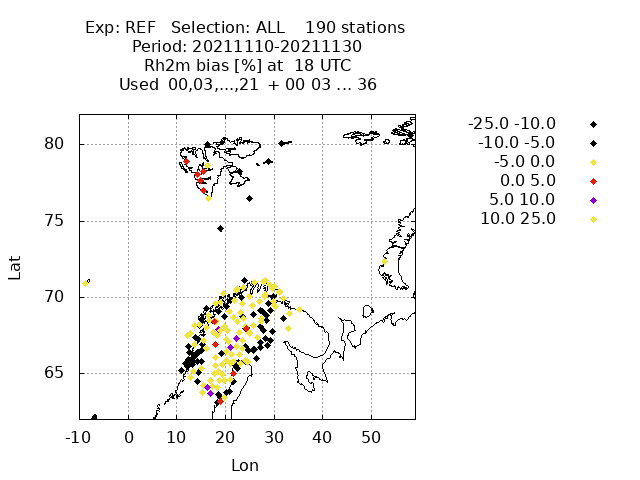 Exp: REF   Selection: ALL    190 stations
Period: 20211110-20211130
Rh2m bias [%] at  18 UTC
Used  00,03,...,21  + 00 03 ... 36
-25.0 -10.0
-10.0 -5.0
-5.0 0.0
0.0 5.0
5.0 10.0
10.0 25.0
80
75
70
65
Lat
-10 0 10 20 30 40 50
Lon